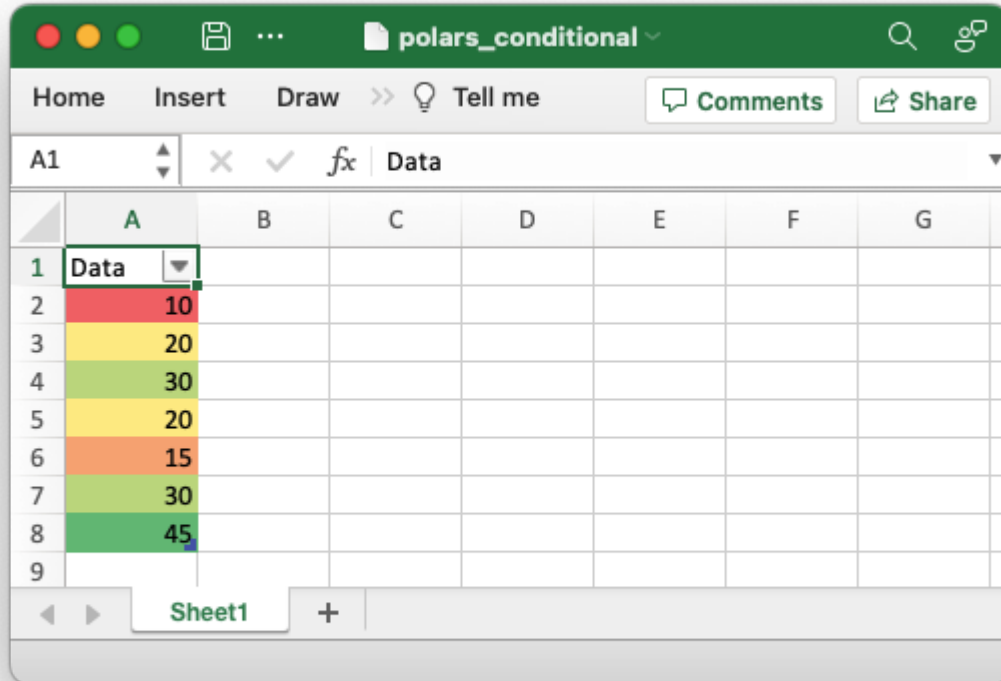 ... polars_conditional
Home Insert Draw >> Tell me Comments Share
A1 fx Data
A B C D E F G
1 Data
2 10
3 20
4 30
5 20
6 15
7 30
8 45
9
Sheet1 +